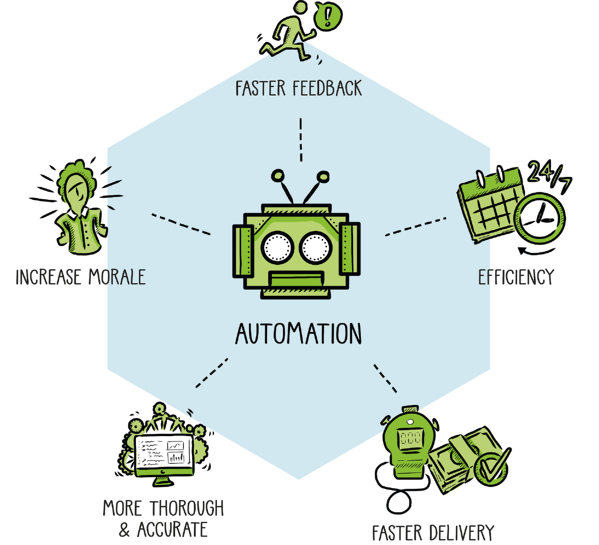 !
FASTER FEEDBACK
24/7
INCREASE MORALE
EFFICIENCY
AUTOMATION
MORE THOROUGH
& ACCURATE
FASTER DELIVERY